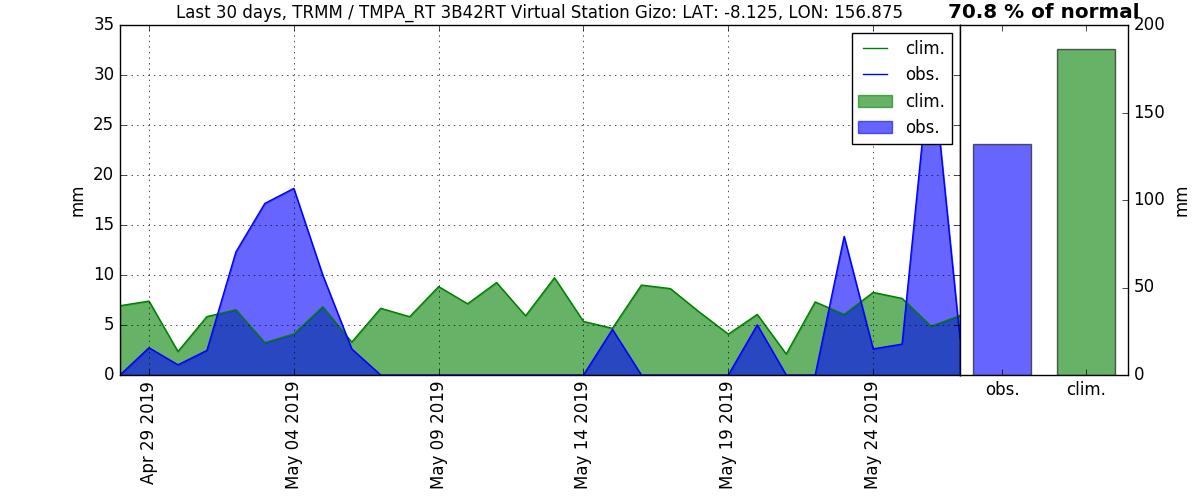 Last 30 days, TRMM / TMPA_RT 3B42RT Virtual Station Gizo: LAT: -8.125, LON: 156.875
70.8 % of normal
35
30
25
20
15
10
5
0
mm
clim.
obs.
clim.
obs.
Apr 29 2019
May 04 2019
May 09 2019
May 14 2019
May 19 2019
May 24 2019
200
150
100
50
0
mm
obs.
clim.